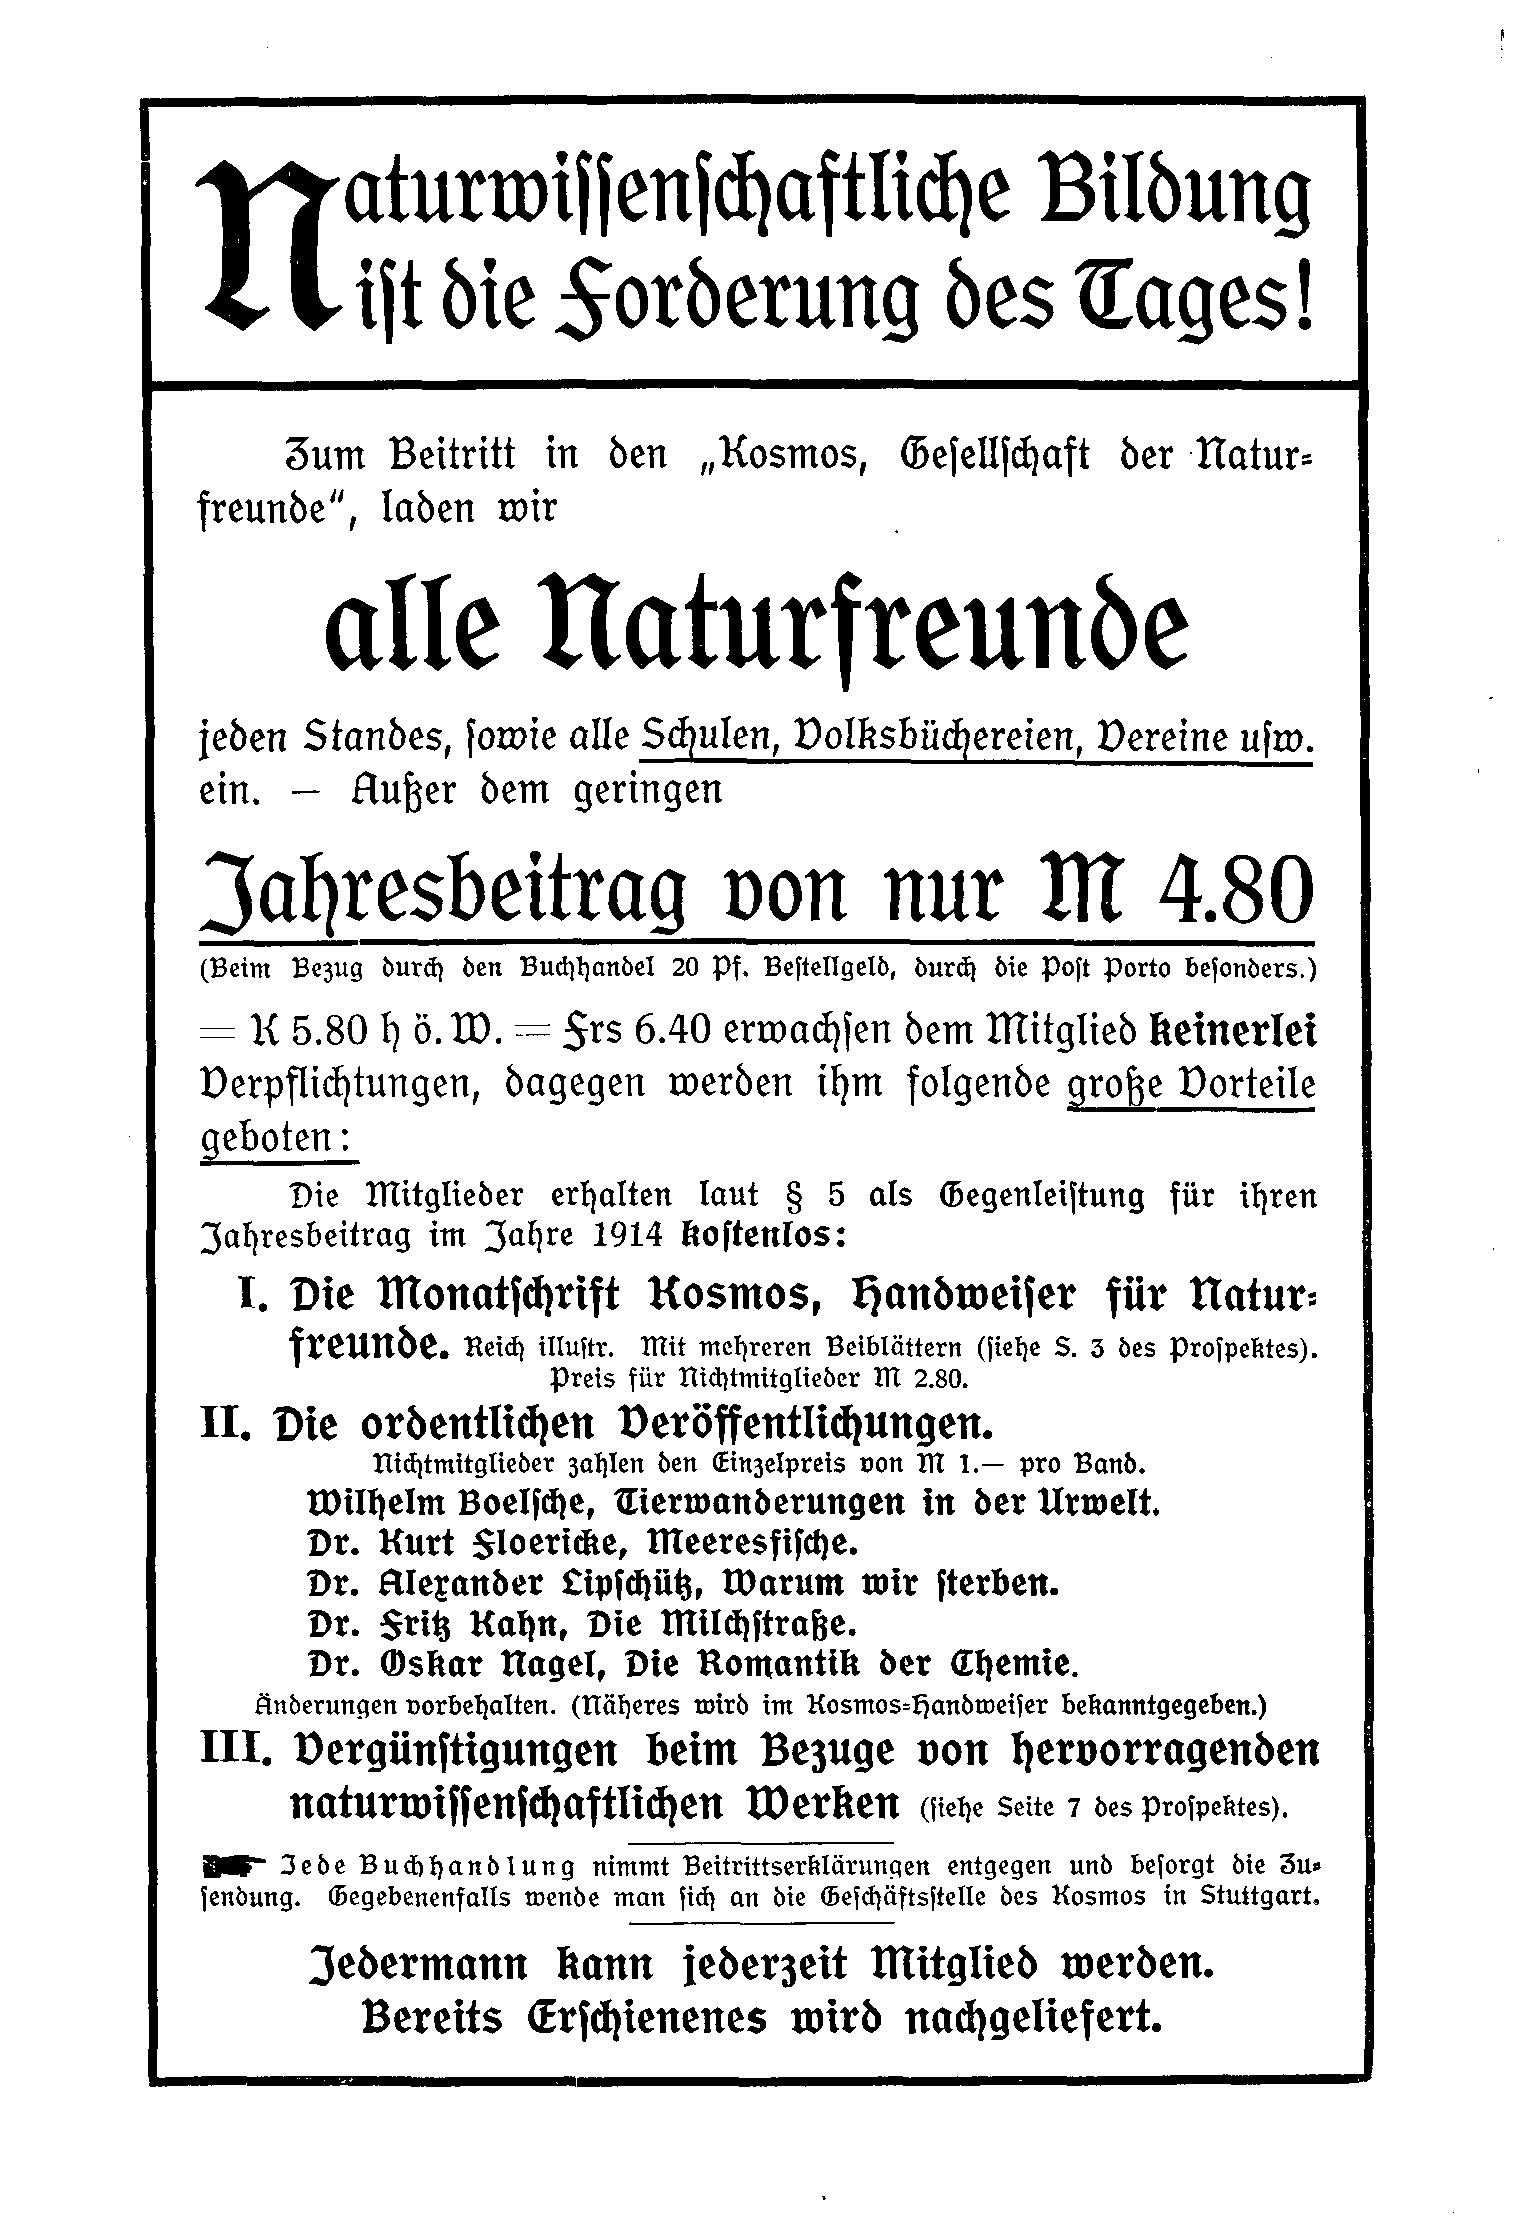 Naturwissenschaftliche Bildung
ist die Forderung des Tages!
Zum Beitritt in den „Kosmos, Gesellschaft der Natur-
freunde“, laden wir
alle Naturfreunde
jeden Standes, sowie alle Schulen, Volksbüchereien, Vereine usw.
ein. — Außer dem geringen
Jahresbeitrag von nur M 4.80
(Beim Bezug durch den Buchhandel 20 Pf. Bestellgeld, durch die Post Porto besonders.)
= K 5.80 h ö. W. = Frs 6.40 erwachsen dem Mitglied keinerlei
Verpflichtungen, dagegen werden ihm folgende große Vorteile
geboten:
Die Mitglieder erhalten laut § 5 als Gegenleistung für ihren
Jahresbeitrag im Jahre 1914 kostenlos:
I. Die Monatschrift Kosmos, Handweiser für Natur-
freunde. Reich illustr. Mit mehreren Beiblättern (siehe S. 3 des Prospektes).
Preis für Nichtmitglieder M 2.80.
II. Die ordentlichen Veröffentlichungen.
Nichtmitglieder zahlen den Einzelpreis von M 1.— pro Band.
Wilhelm Boelsche, Tierwanderungen in der Urwelt.
Dr. Kurt Floericke, Meeresfische.
Dr. Alexander Lipschütz, Warum wir sterben.
Dr. Fritz Kahn, Die Milchstraße.
Dr. Oskar Nagel, Die Romantik der Chemie.
Änderungen vorbehalten. (Näheres wird im Kosmos-Handweiser bekanntgegeben.)
III. Vergünstigungen beim Bezuge von hervorragenden
naturwissenschaftlichen Werken (siehe Seite 7 des Prospektes).
☛ Jede Buchhandlung nimmt Beitrittserklärungen entgegen und besorgt die Zu-
sendung. Gegebenenfalls wende man sich an die Geschäftsstelle des Kosmos in Stuttgart.
Jedermann kann jederzeit Mitglied werden.
Bereits Erschienenes wird nachgeliefert.